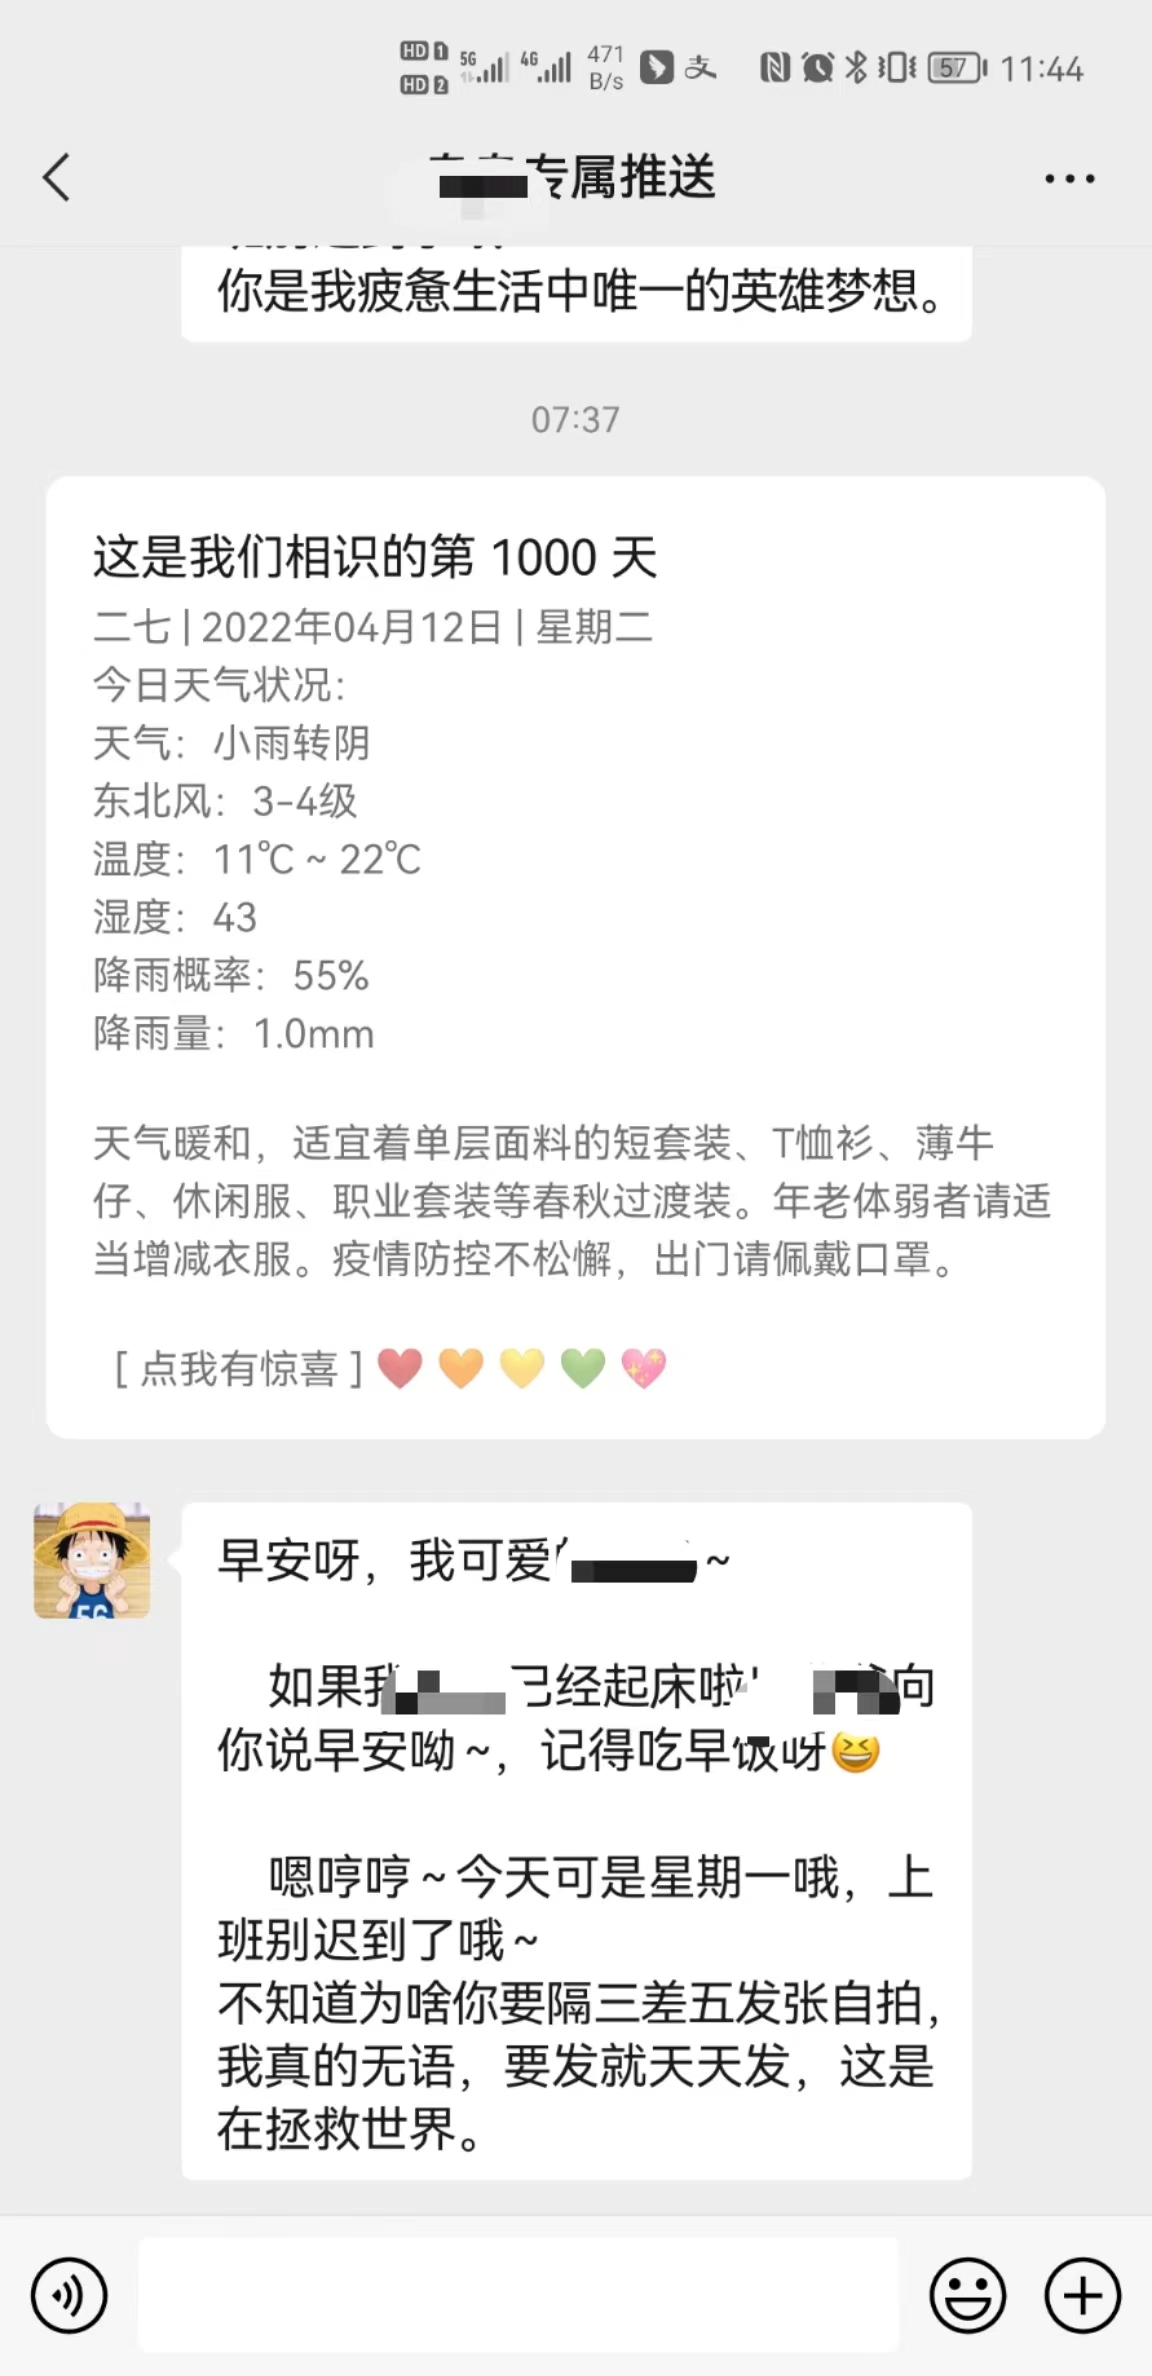 HD 1
HD 2
5G
4G
471
B/s
支
57
11:44
专属推送
你是我疲惫生活中唯一的英雄梦想。
07:37
这是我们相识的第 1000 天
二七 | 2022年04月12日 | 星期二
今日天气状况：
天气：小雨转阴
东北风：3-4级
温度：11℃ ~ 22℃
湿度：43
降雨概率：55%
降雨量：1.0mm
天气暖和，适宜着单层面料的短套装、T恤衫、薄牛
仔、休闲服、职业套装等春秋过渡装。年老体弱者请适
当增减衣服。疫情防控不松懈，出门请佩戴口罩。
[ 点我有惊喜 ]❤️🧡💛💚💖
56
早安呀，我可爱 ~
如果我 已经起床啦 向
你说早安呦~，记得吃早饭呀😆
嗯哼哼~今天可是星期一哦，上
班别迟到了哦~
不知道为啥你要隔三差五发张自拍，
我真的无语，要发就天天发，这是
在拯救世界。